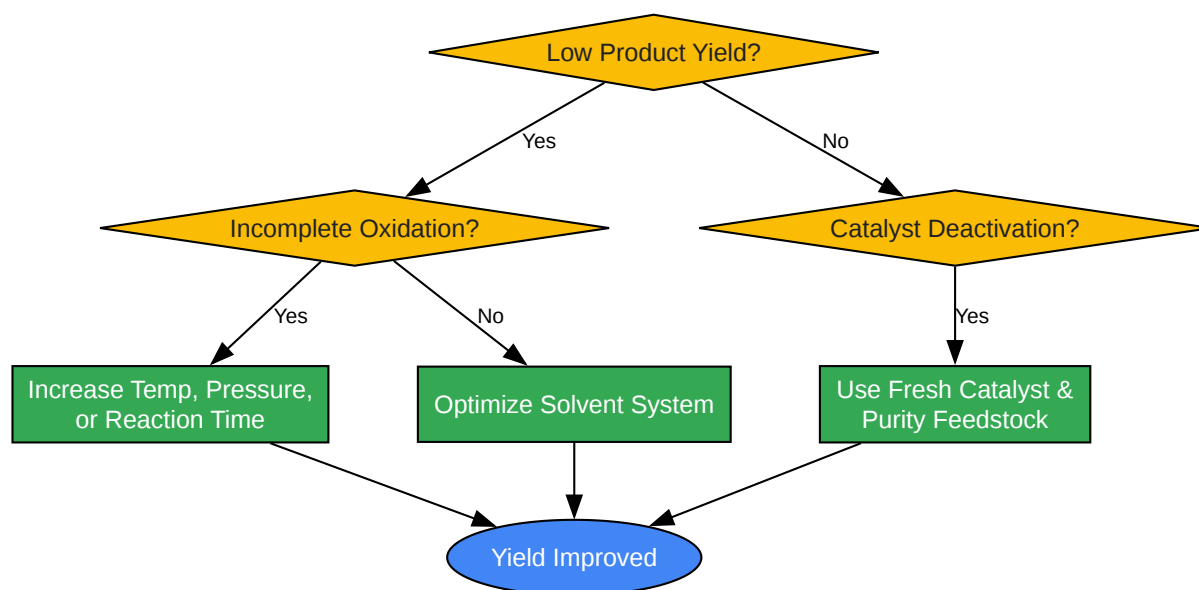 Low Product Yield?
Yes
No
Incomplete Oxidation?
Catalyst Deactivation?
Yes
No
Yes
Increase Temp, Pressure,
or Reaction Time
Optimize Solvent System
Use Fresh Catalyst &
Purity Feedstock
Yield Improved